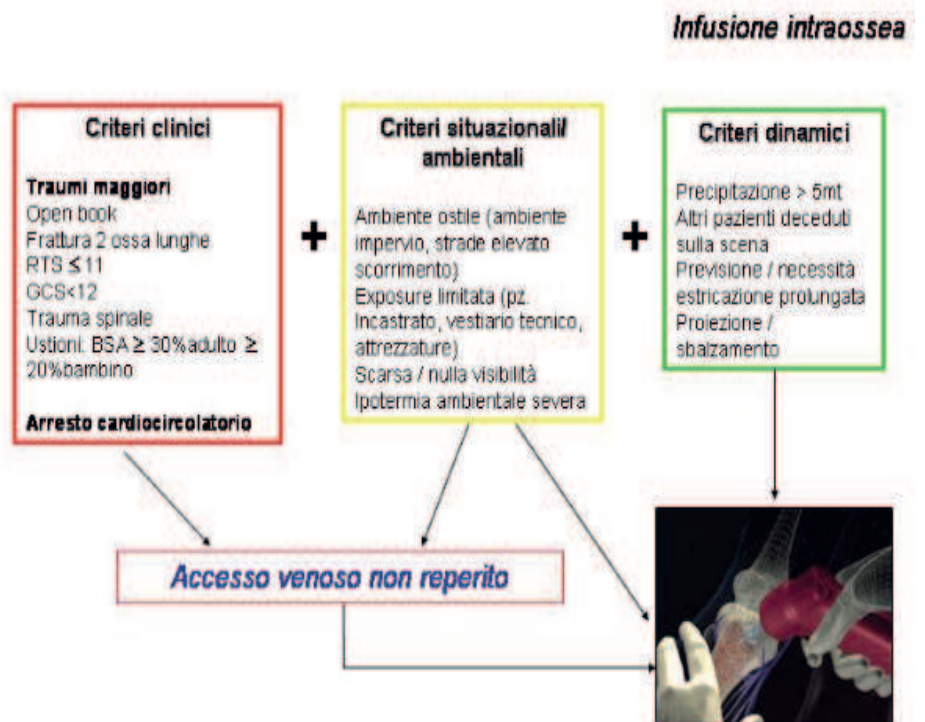 Infusione intraossea
Criteri clinici
Traumi maggiori
Open book
Frattura 2 ossa lunghe
RTS ≤ 11
GCS<12
Trauma spinale
Ustioni: BSA ≥ 30%adulto ≥
20%bambino
Arresto cardiocircolatorio
+
Criteri situazionali/
ambientali
Ambiente ostile (ambiente
impervio, strade elevato
scorrimento)
Exposure limitata (pz.
Incastrato, vestiario tecnico,
attrezzature)
Scarsa / nulla visibilità
Ipotermia ambientale severa
+
Criteri dinamici
Precipitazione > 5mt
Altri pazienti deceduti
sulla scena
Previsione / necessità
estricazione prolungata
Proiezione /
sbalzamento
Accesso venoso non reperito